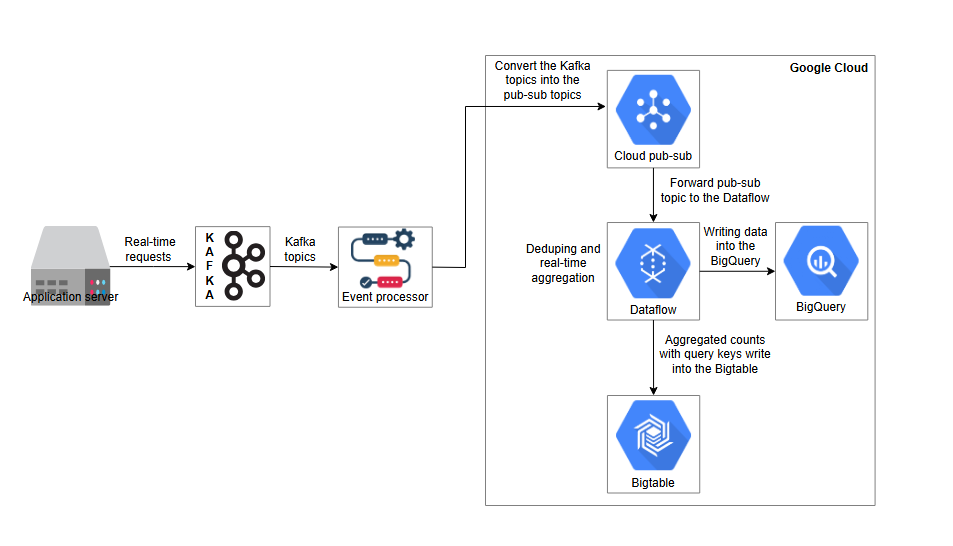 Convert the Kafka
topics into the
pub-sub topics
Google Cloud
Cloud pub-sub
Forward pub-sub
topic to the Dataflow
Real-time
requests
K
A
F
K
A
Kafka
topics
Application server
Event processor
Deduping and
real-time
aggregation
Writing data
into the
BigQuery
Dataflow
BigQuery
Aggregated counts
with query keys write
into the Bigtable
Bigtable